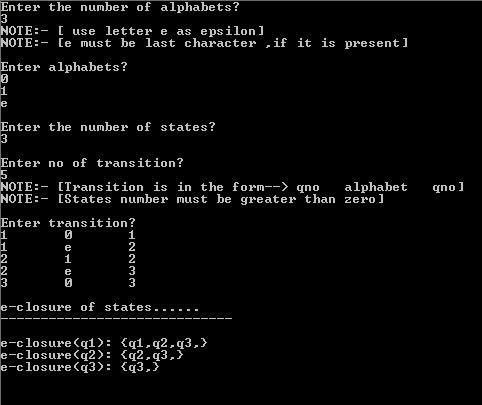 Enter the number of alphabets?
3
NOTE:- [ use letter e as epsilon]
NOTE:- [e must be last character ,if it is present]
Enter alphabets?
0
1
e
Enter the number of states?
3
Enter no of transition?
5
NOTE:- [Transition is in the form--> qno   alphabet   qno]
NOTE:- [States number must be greater than zero]
Enter transition?
1       0       1
1       e       2
2       1       2
2       e       3
3       0       3
e-closure of states......
-----------------------------
e-closure(q1): {q1,q2,q3,}
e-closure(q2): {q2,q3,}
e-closure(q3): {q3,}